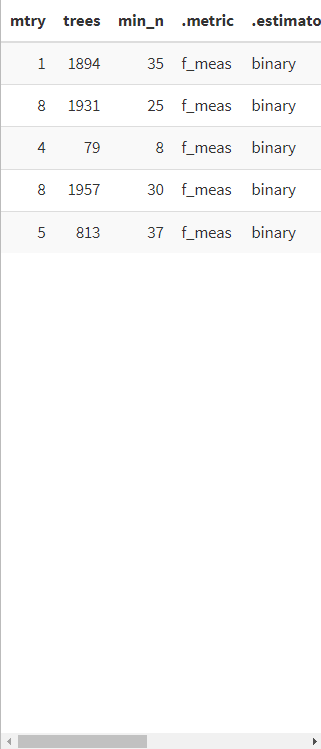 mtry trees min_n .metric .estimato
1 1894 35 f_meas binary
8 1931 25 f_meas binary
4 79 8 f_meas binary
8 1957 30 f_meas binary
5 813 37 f_meas binary